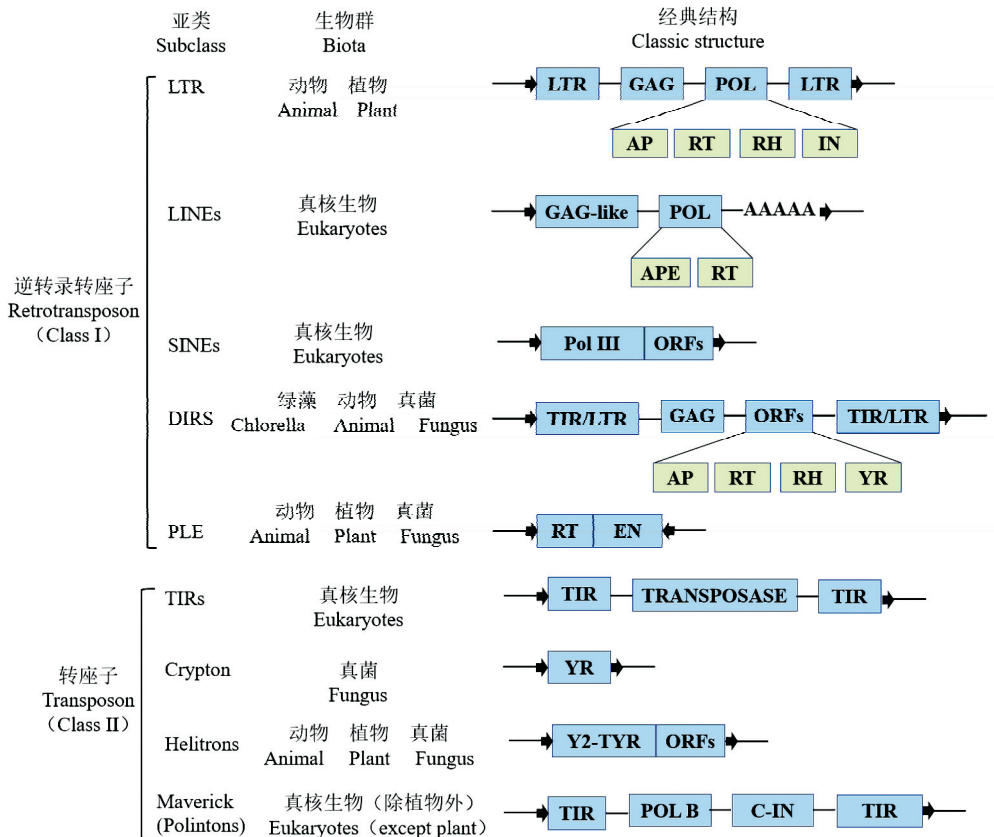 亚类 生物群 经典结构
Subclass Biota Classic structure
LTR 动物 植物 LTR GAG POL LTR
Animal Plant
AP RT RH IN
LINEs 真核生物 GAG-like POL AAAAA
Eukaryotes
APE RT
逆转录转座子
Retrotransposon
（Class I）
SINEs 真核生物 Pol III ORFs
Eukaryotes
DIRS 绿藻 动物 真菌 TIR/LTR GAG ORFs TIR/LTR
Chlorella Animal Fungus
AP RT RH YR
PLE 动物 植物 真菌 RT EN
Animal Plant Fungus
TIRs 真核生物 TIR TRANSPOSASE TIR
Eukaryotes
转座子
Transposon
（Class II）
Crypton 真菌 YR
Fungus
Helitrons 动物 植物 真菌 Y2-TYR ORFs
Animal Plant Fungus
Maverick 真核生物（除植物外） TIR POL B C-IN TIR
(Polintons) Eukaryotes（except plant）